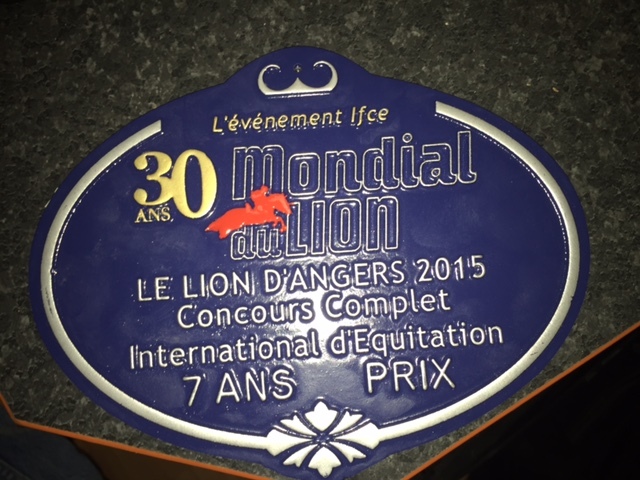 L'événement Ifce
30 ANS
Mondial
du LION
LE LION D'ANGERS 2015
Concours Complet
International d'Equitation
7 ANS PRIX